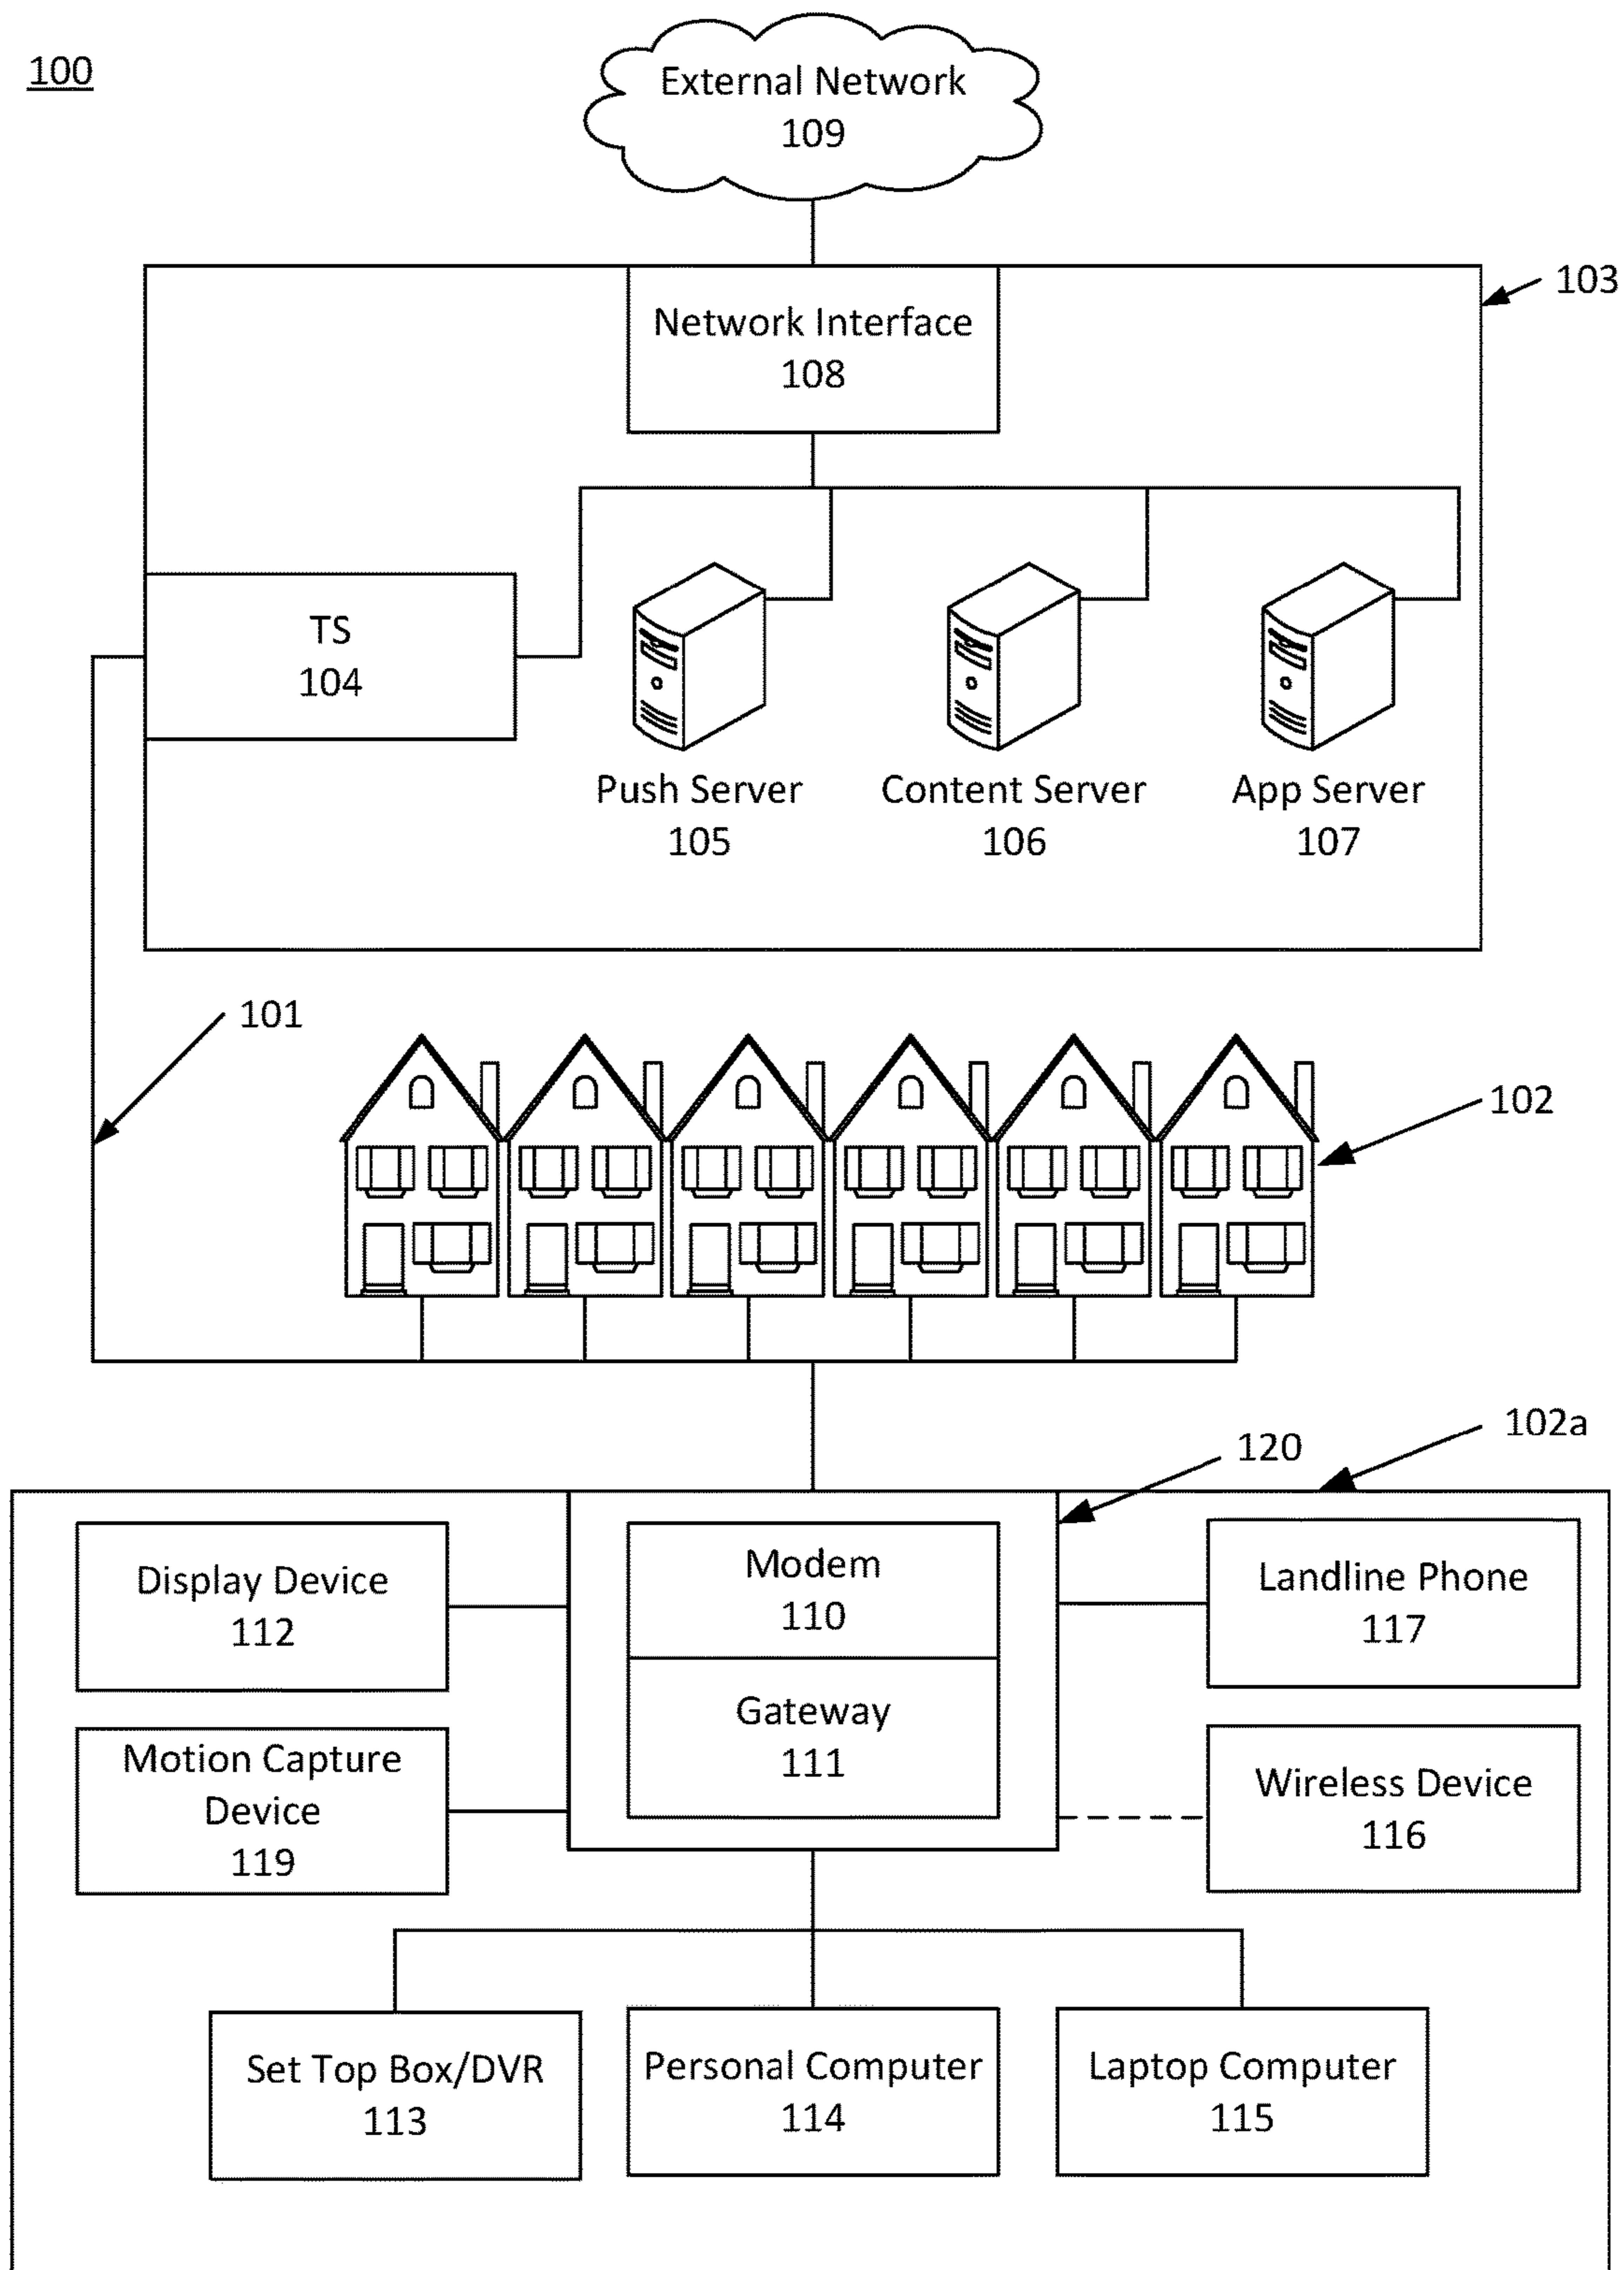 100
External Network
109
103
Network Interface
108
TS
104
Push Server
105
Content Server
106
App Server
107
101
102
102a
120
Display Device
112
Modem
110
Landline Phone
117
Gateway
111
Motion Capture
Device
119
Wireless Device
116
Set Top Box/DVR
113
Personal Computer
114
Laptop Computer
115